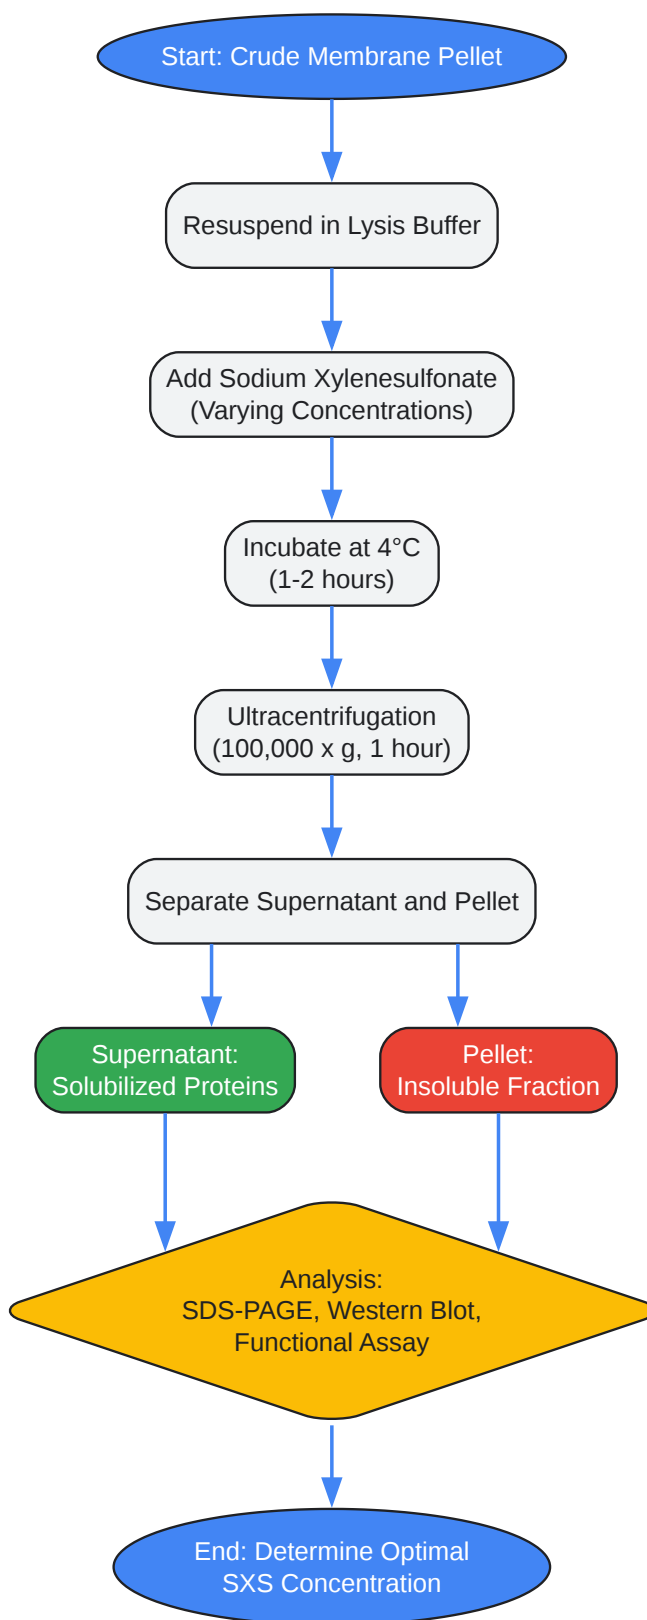 Start: Crude Membrane Pellet
Resuspend in Lysis Buffer
Add Sodium Xylenesulfonate
(Varying Concentrations)
Incubate at 4°C
(1-2 hours)
Ultracentrifugation
(100,000 x g, 1 hour)
Separate Supernatant and Pellet
Supernatant:
Solubilized Proteins
Pellet:
Insoluble Fraction
Analysis:
SDS-PAGE, Western Blot,
Functional Assay
End: Determine Optimal
SXS Concentration